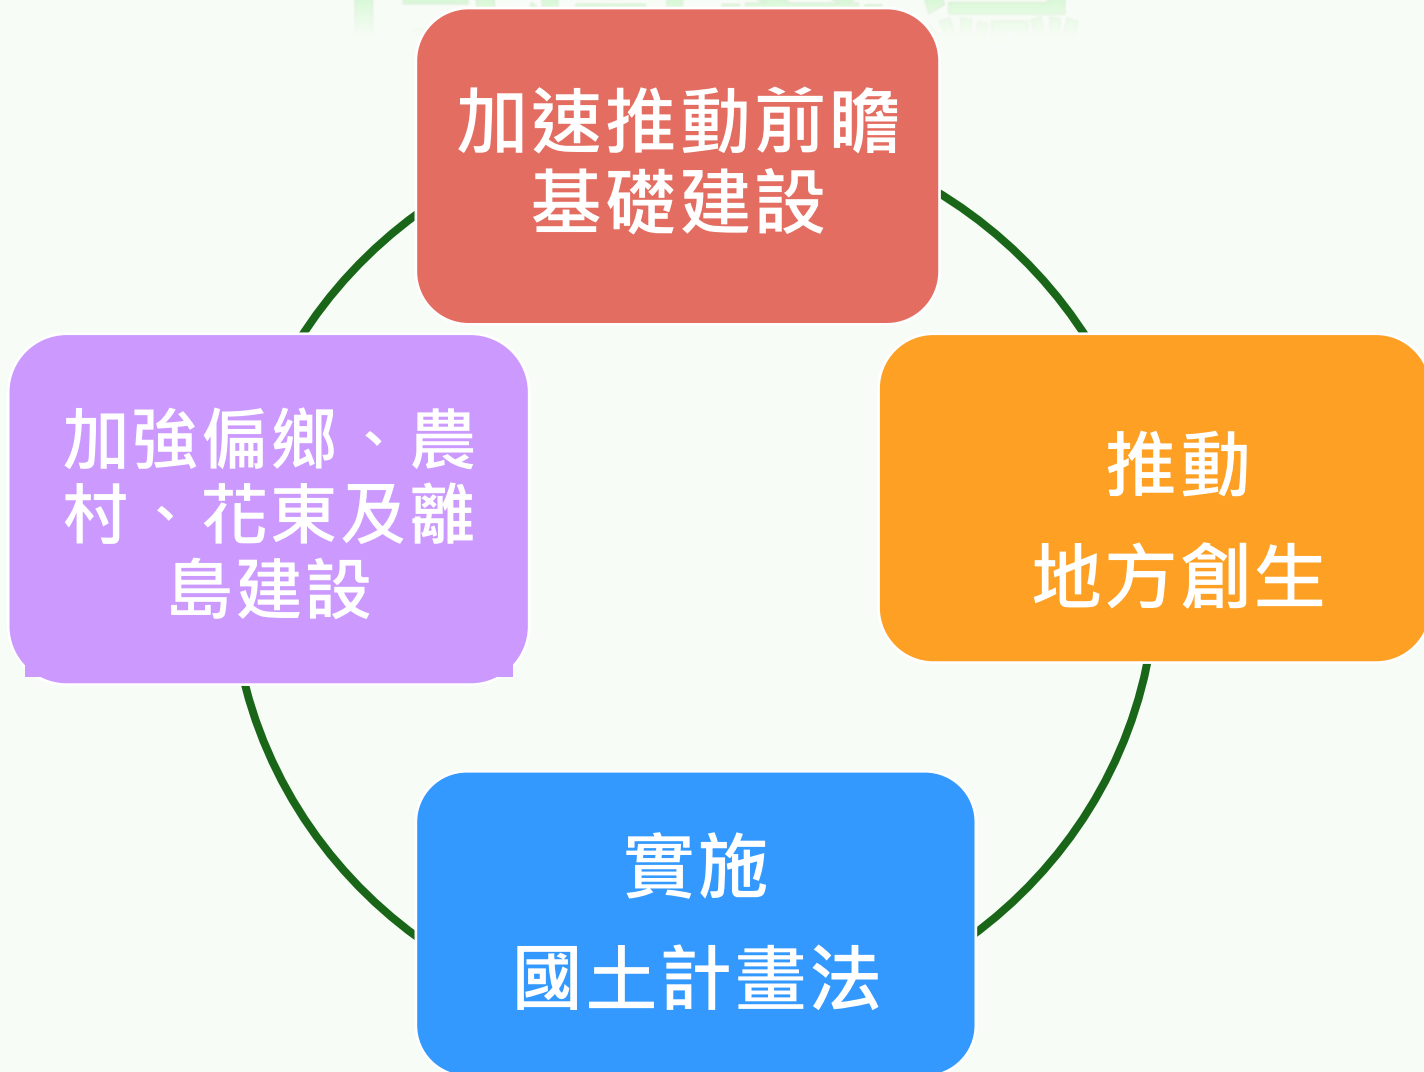 加速推動前瞻
基礎建設
推動
地方創生
實施
國土計畫法
加強偏鄉、農
村、花東及離
島建設